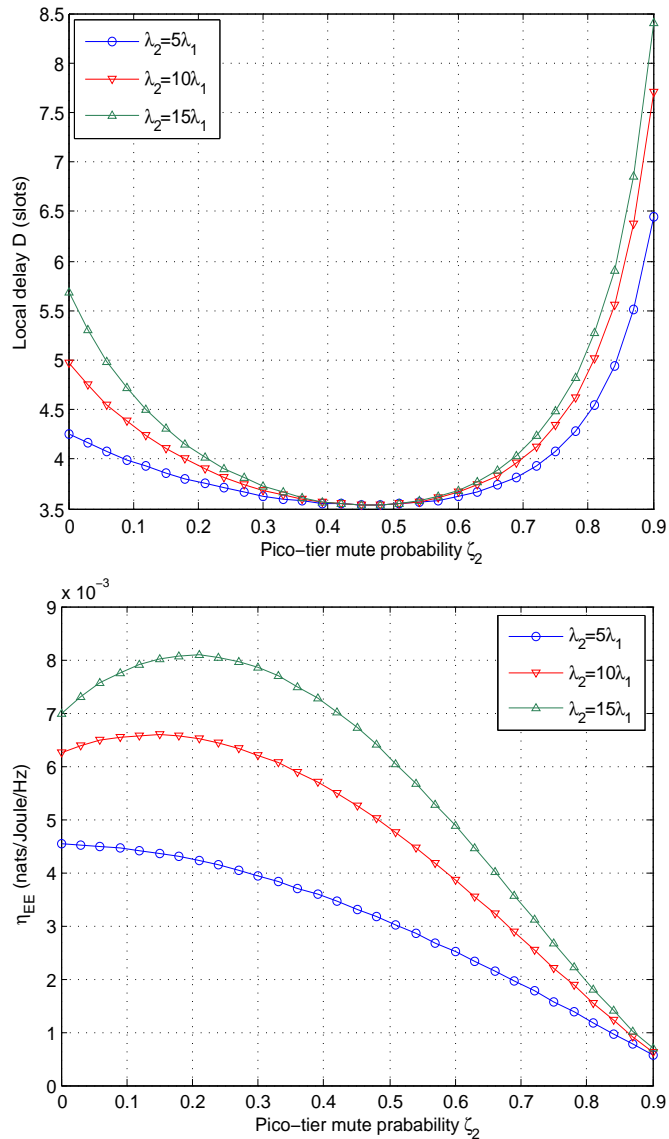 8.5
8
7.5
7
6.5
6
5.5
5
4.5
4
3.5
Local delay D (slots)
λ₂=5λ₁
λ₂=10λ₁
λ₂=15λ₁
0 0.1 0.2 0.3 0.4 0.5 0.6 0.7 0.8 0.9
Pico−tier mute probability ζ₂
x 10⁻³
9
8
7
6
5
4
3
2
1
0
η_EE (nats/Joule/Hz)
λ₂=5λ₁
λ₂=10λ₁
λ₂=15λ₁
0 0.1 0.2 0.3 0.4 0.5 0.6 0.7 0.8 0.9
Pico−tier mute prabability ζ₂